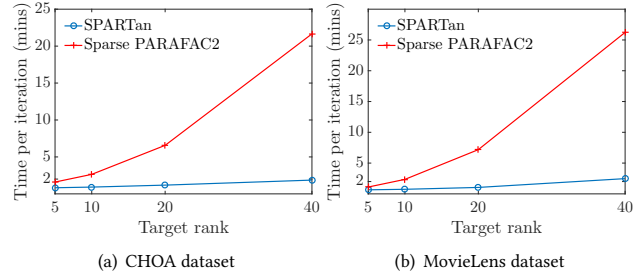 SPARTan
Sparse PARAFAC2
Time per iteration (mins)
25
20
15
10
5
2
5
10
20
40
Target rank
(a) CHOA dataset
SPARTan
Sparse PARAFAC2
Time per iteration (mins)
25
20
15
10
5
2
5
10
20
40
Target rank
(b) MovieLens dataset